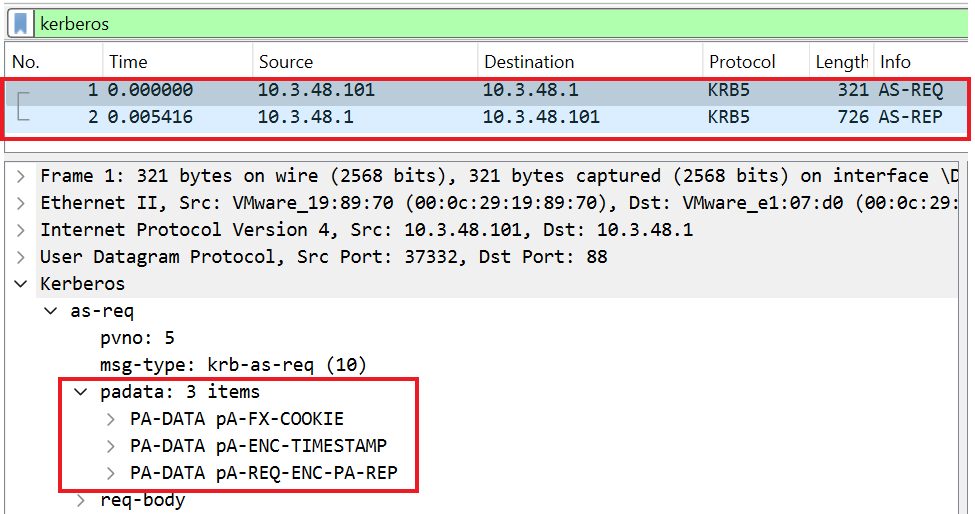 kerberos
No. Time Source Destination Protocol Length Info
1 0.000000 10.3.48.101 10.3.48.1 KRB5 321 AS-REQ
2 0.005416 10.3.48.1 10.3.48.101 KRB5 726 AS-REP
Frame 1: 321 bytes on wire (2568 bits), 321 bytes captured (2568 bits) on interface \D
Ethernet II, Src: VMware_19:89:70 (00:0c:29:19:89:70), Dst: VMware_e1:07:d0 (00:0c:29:
Internet Protocol Version 4, Src: 10.3.48.101, Dst: 10.3.48.1
User Datagram Protocol, Src Port: 37332, Dst Port: 88
Kerberos
as-req
pvno: 5
msg-type: krb-as-req (10)
padata: 3 items
PA-DATA pA-FX-COOKIE
PA-DATA pA-ENC-TIMESTAMP
PA-DATA pA-REQ-ENC-PA-REP
req-body